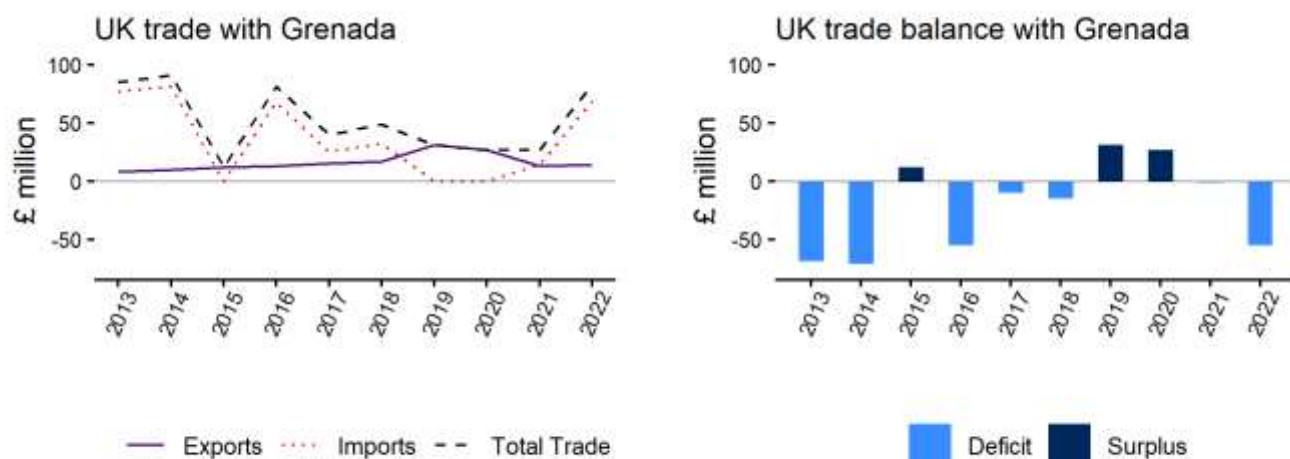 UK trade with Grenada
100
50
0
-50
£ million
2013 2014 2015 2016 2017 2018 2019 2020 2021 2022
Exports Imports Total Trade
UK trade balance with Grenada
100
50
0
-50
£ million
2013 2014 2015 2016 2017 2018 2019 2020 2021 2022
Deficit Surplus